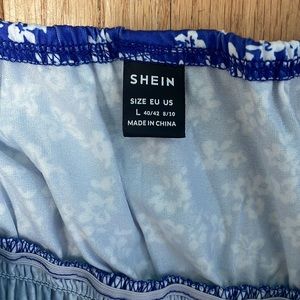 SHEIN
SIZE EU US
L 40/42 8/10
MADE IN CHINA